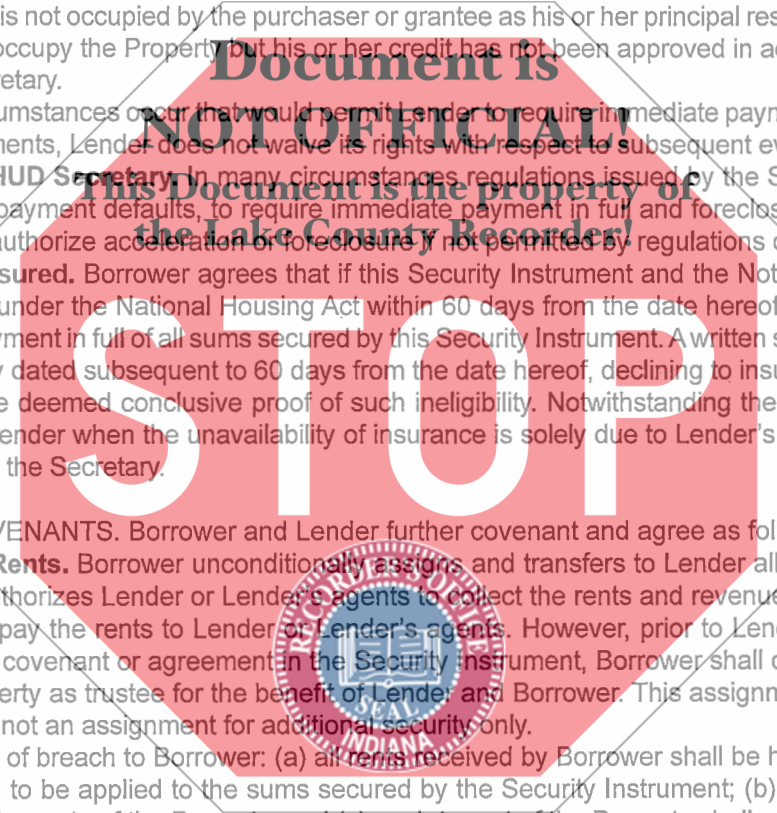 is not occupied by the purchaser or grantee as his or her principal res
occupy the Property but his or her credit has not been approved in ac
Document is
retary.
umstances occur that would permit Lender to require immediate payn
NOT OFFICIAL!
ments, Lender does not waive its rights with respect to subsequent ev
HUD Secretary. In many circumstances regulations issued by the S
This Document is the property of
payment defaults, to require immediate payment in full and foreclos
the Lake County Recorder!
authorize acceleration or foreclosure if not permitted by regulations o
sured. Borrower agrees that if this Security Instrument and the Not
under the National Housing Act within 60 days from the date hereof
yment in full of all sums secured by this Security Instrument. A written s
y dated subsequent to 60 days from the date hereof, declining to insu
e deemed conclusive proof of such ineligibility. Notwithstanding the
ender when the unavailability of insurance is solely due to Lender's
the Secretary.
STOP
VENANTS. Borrower and Lender further covenant and agree as fol
Rents. Borrower unconditionally assigns and transfers to Lender all
thorizes Lender or Lender's agents to collect the rents and revenue
pay the rents to Lender or Lender's agents. However, prior to Lend
covenant or agreement in the Security Instrument, Borrower shall c
erty as trustee for the benefit of Lender and Borrower. This assignm
not an assignment for additional security only.
RECORDER'S OFFICE
SEAL
INDIANA
of breach to Borrower: (a) all rents received by Borrower shall be h
to be applied to the sums secured by the Security Instrument; (b)